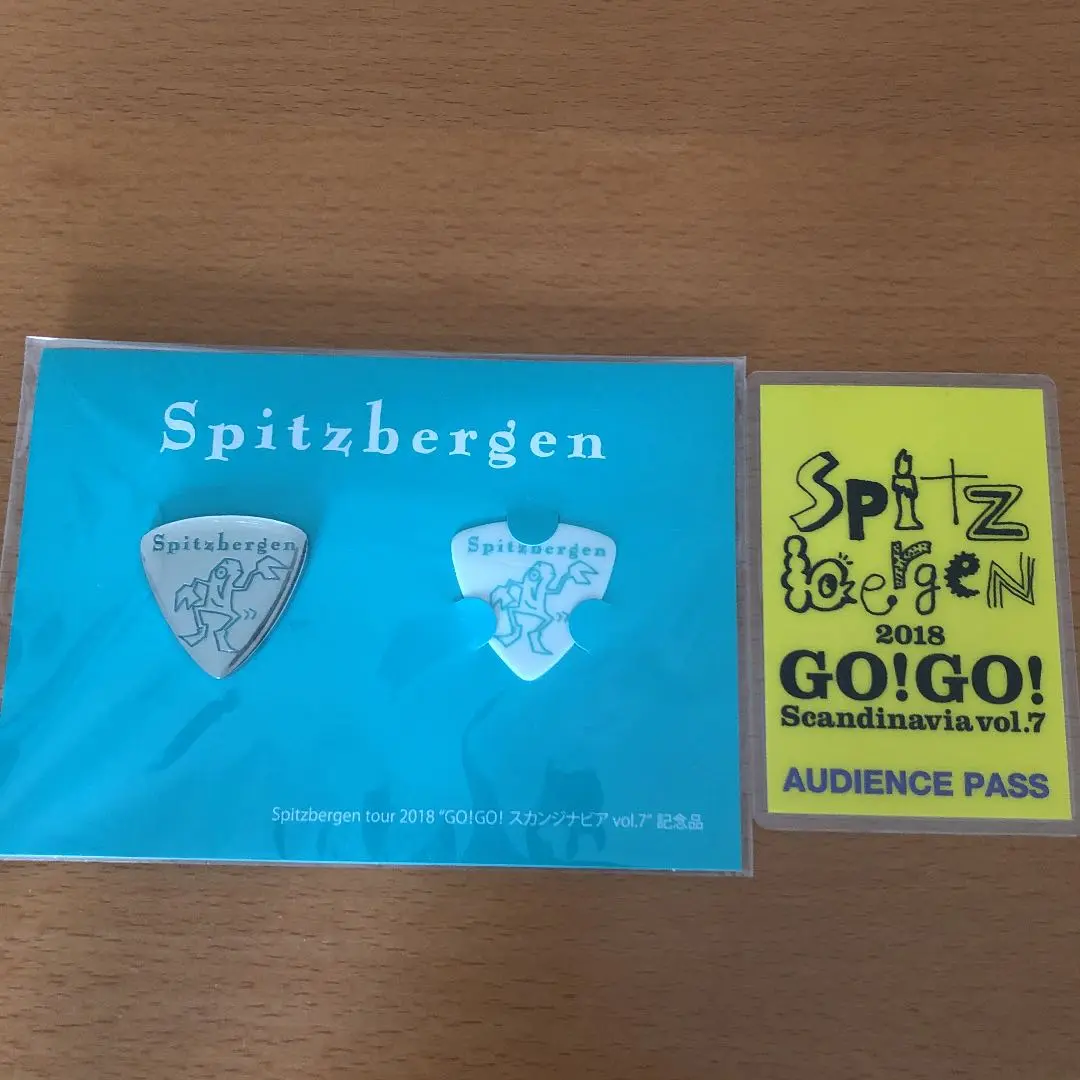 Spitzbergen
Spitzbergen
Spitzbergen
Spitzbergen tour 2018 “GO!GO! スカンジナビア vol.7” 記念品
Spitz
bergen
2018
GO!GO!
Scandinavia vol.7
AUDIENCE PASS